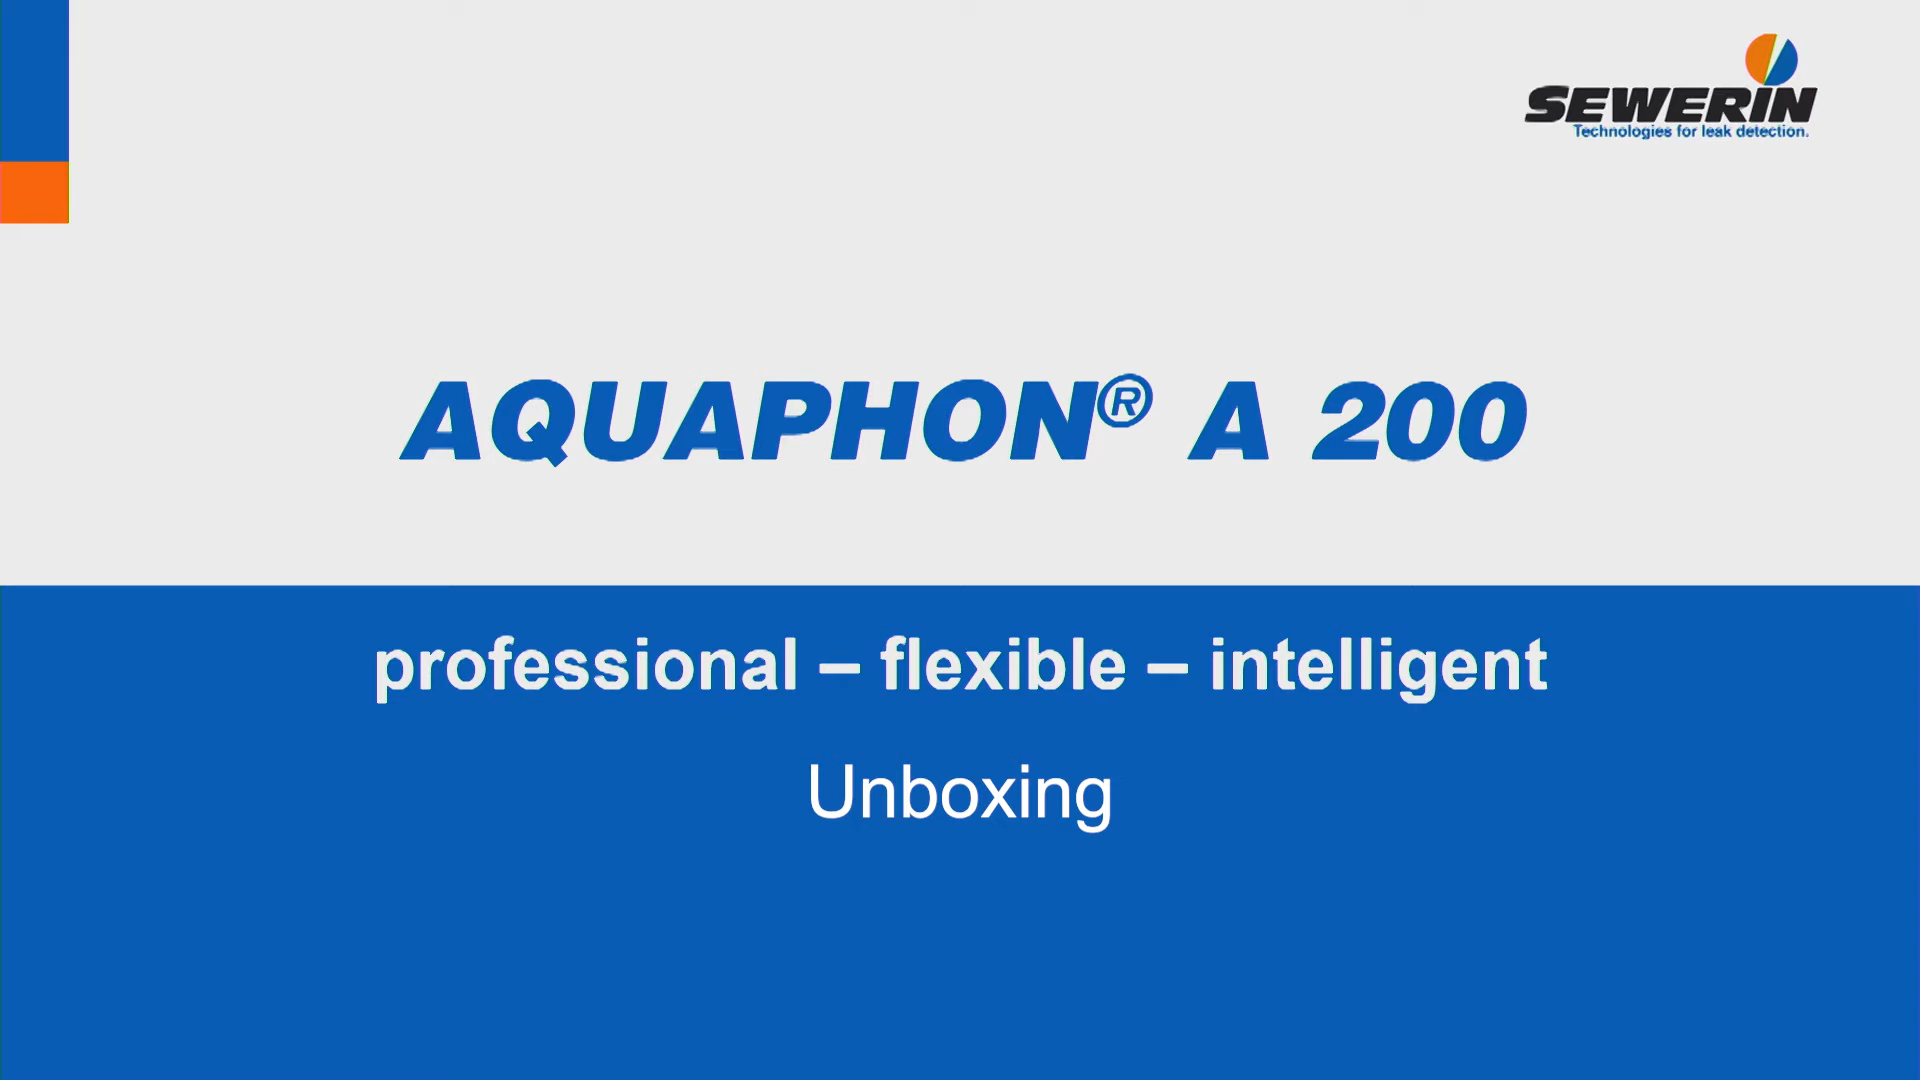 SEWERIN
Technologies for leak detection.
AQUAPHON® A 200
professional – flexible – intelligent
Unboxing